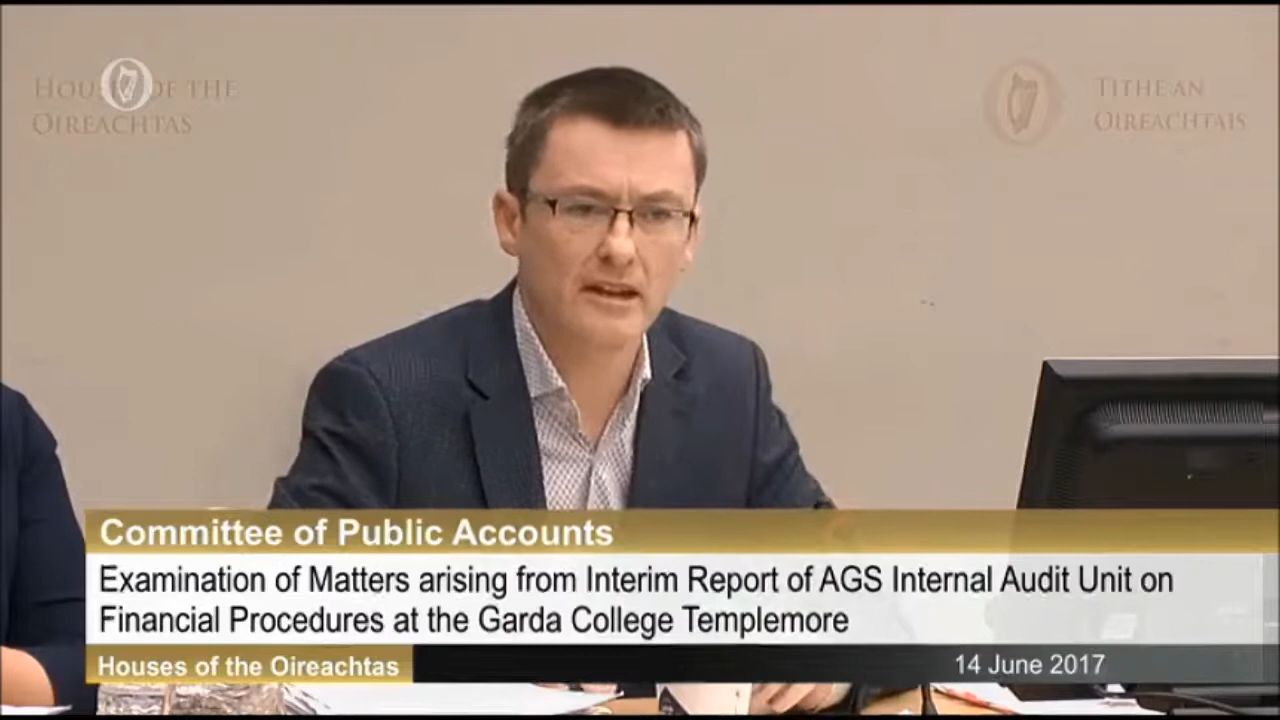 HOUSES OF THE
OIREACHTAS
TITHE AN
OIREACHTAIS
Committee of Public Accounts
Examination of Matters arising from Interim Report of AGS Internal Audit Unit on
Financial Procedures at the Garda College Templemore
Houses of the Oireachtas
14 June 2017